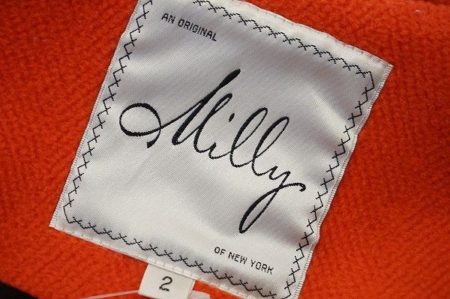 AN ORIGINAL
Milly
OF NEW YORK
2